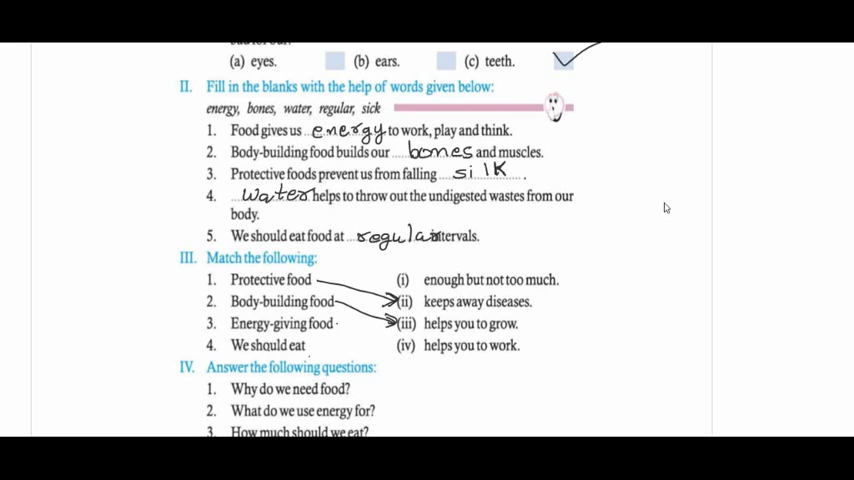 (a) eyes. (b) ears. (c) teeth.
II. Fill in the blanks with the help of words given below:
energy, bones, water, regular, sick
1. Food gives us energy to work, play and think.
2. Body-building food builds our bones and muscles.
3. Protective foods prevent us from falling silk.
4. water helps to throw out the undigested wastes from our
body.
5. We should eat food at regular intervals.
III. Match the following:
1. Protective food (i) enough but not too much.
2. Body-building food (ii) keeps away diseases.
3. Energy-giving food (iii) helps you to grow.
4. We should eat (iv) helps you to work.
IV. Answer the following questions:
1. Why do we need food?
2. What do we use energy for?
3. How much should we eat?